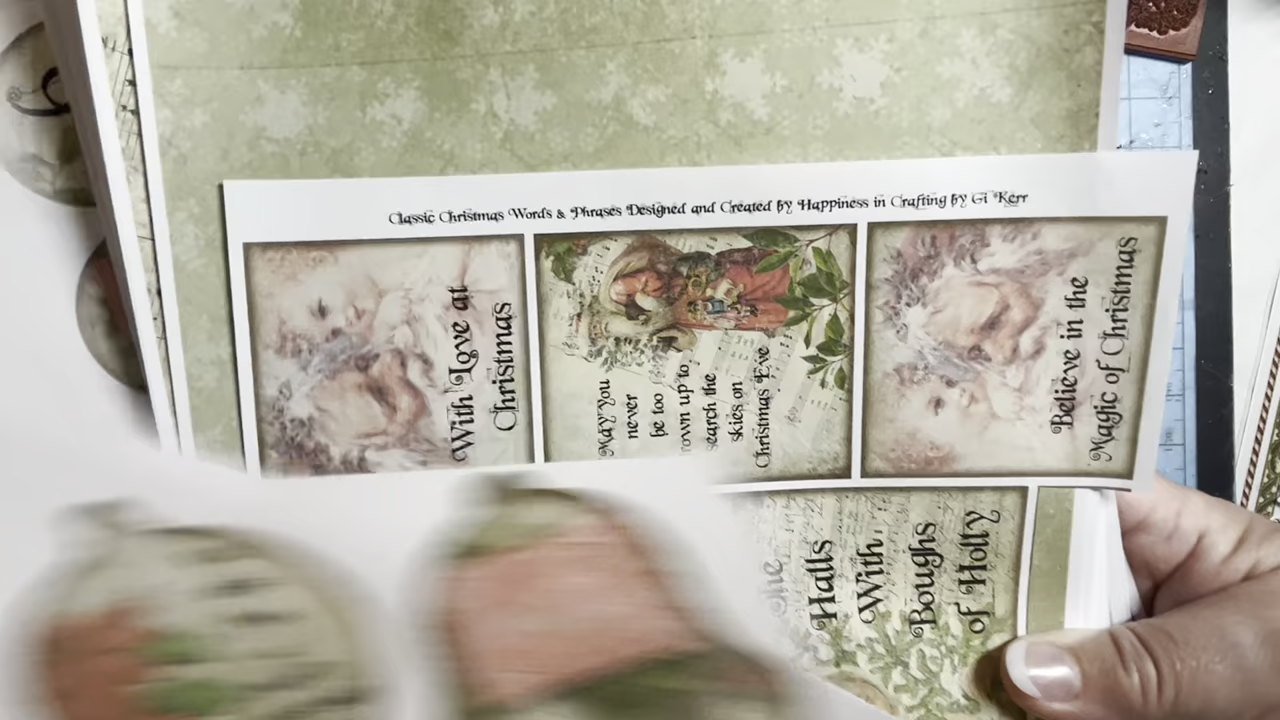 Classic Christmas Words & Phrases Designed and Created by Happiness in Crafting by Gi Kerr
With Love at
Christmas
May you
never
be too
rown up to
search the
skies on
Christmas Eve
Believe in the
Magic of Christmas
The
Halls
With
Boughs
of Holly